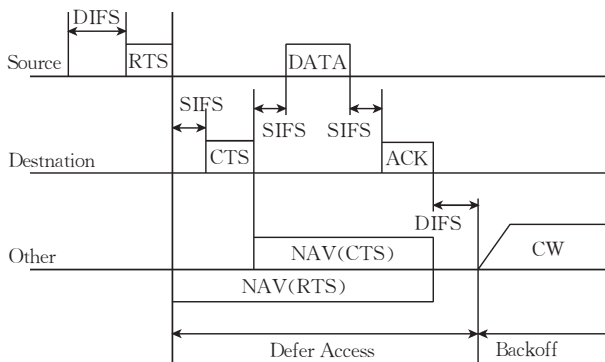 DIFS
Source
RTS
DATA
SIFS
SIFS
SIFS
Destnation
CTS
ACK
DIFS
Other
NAV(CTS)
CW
NAV(RTS)
Defer Access
Backoff